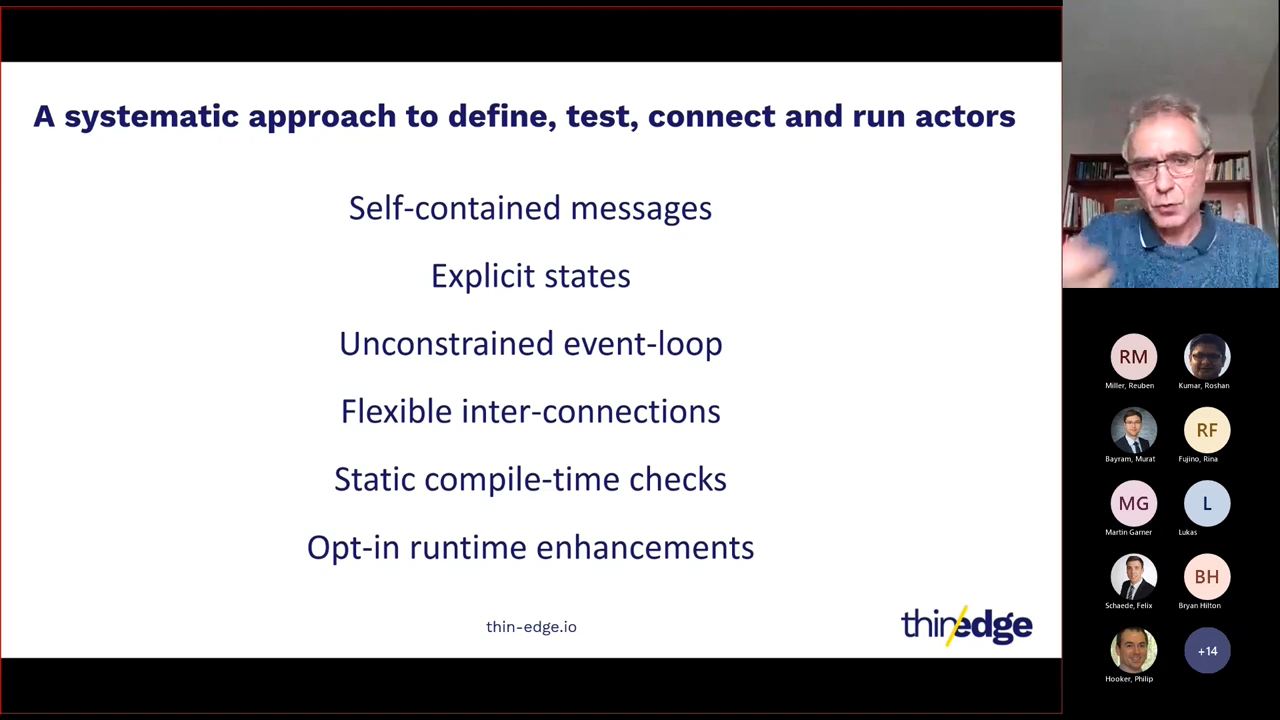 A systematic approach to define, test, connect and run actors
Self-contained messages
Explicit states
Unconstrained event-loop
Flexible inter-connections
Static compile-time checks
Opt-in runtime enhancements
thin-edge.io
thin/edge
RM
Miller, Reuben
Kumar, Roshan
Bayram, Murat
RF
Fujino, Rina
MG
Martin Garner
L
Lukas
Schaede, Felix
BH
Bryan Hilton
Hooker, Philip
+14